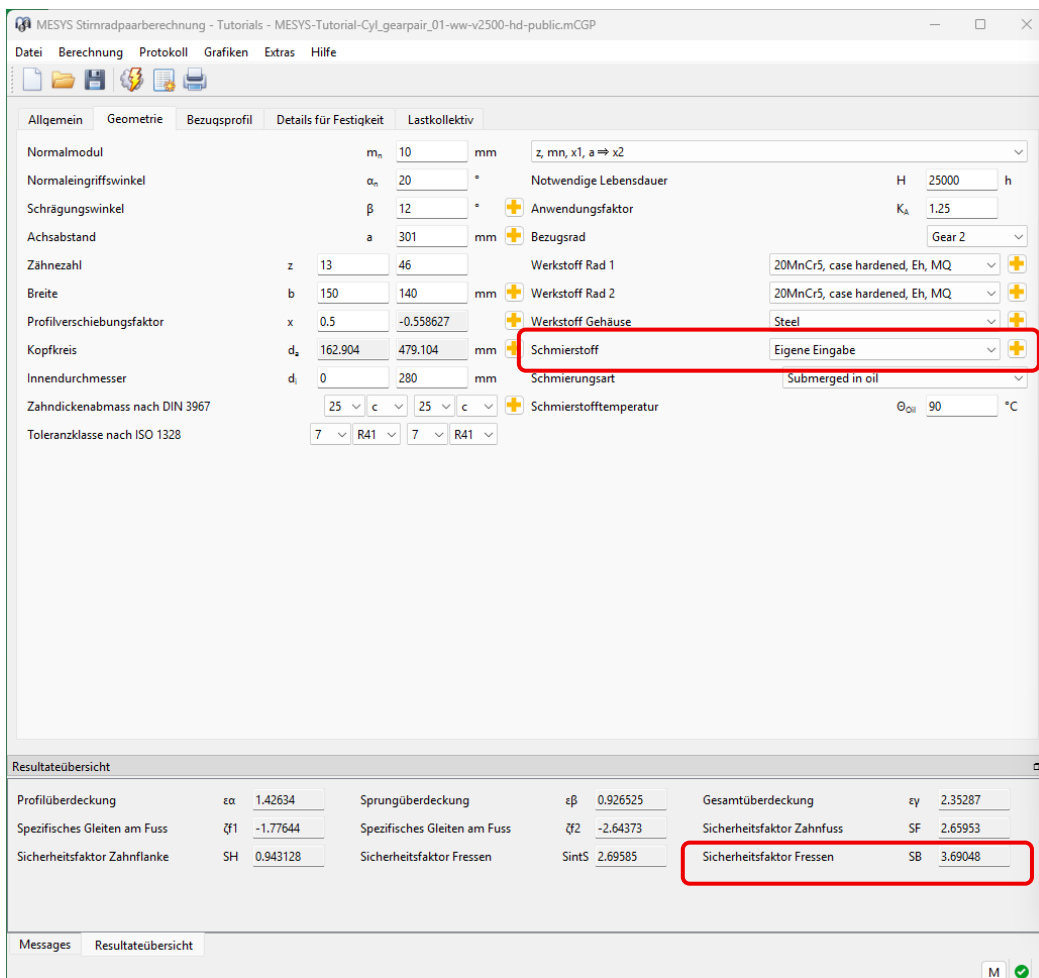 MESYS Stirnradpaarberechnung - Tutorials - MESYS-Tutorial-Cyl_gearpair_01-ww-v2500-hd-public.mCGP
Datei Berechnung Protokoll Grafiken Extras Hilfe
Allgemein Geometrie Bezugsprofil Details für Festigkeit Lastkollektiv
Normalmodul mₙ 10 mm z, mn, x1, a ⇒ x2
Normaleingriffswinkel αₙ 20 ° Notwendige Lebensdauer H 25000 h
Schrägungswinkel β 12 ° Anwendungsfaktor K_A 1.25
Achsabstand a 301 mm Bezugsrad Gear 2
Zähnezahl z 13 46 Werkstoff Rad 1 20MnCr5, case hardened, Eh, MQ
Breite b 150 140 mm Werkstoff Rad 2 20MnCr5, case hardened, Eh, MQ
Profilverschiebungsfaktor x 0.5 -0.558627 Werkstoff Gehäuse Steel
Kopfkreis dₐ 162.904 479.104 mm Schmierstoff Eigene Eingabe
Innendurchmesser dᵢ 0 280 mm Schmierungsart Submerged in oil
Zahndickenabmass nach DIN 3967 25 c 25 c Schmierstofftemperatur Θ_Oil 90 °C
Toleranzklasse nach ISO 1328 7 R41 7 R41
Resultateübersicht
Profilüberdeckung εα 1.42634 Sprungüberdeckung εβ 0.926525 Gesamtüberdeckung εγ 2.35287
Spezifisches Gleiten am Fuss ζf1 -1.77644 Spezifisches Gleiten am Fuss ζf2 -2.64373 Sicherheitsfaktor Zahnfuss SF 2.65953
Sicherheitsfaktor Zahnflanke SH 0.943128 Sicherheitsfaktor Fressen SintS 2.69585 Sicherheitsfaktor Fressen SB 3.69048
Messages Resultateübersicht
M